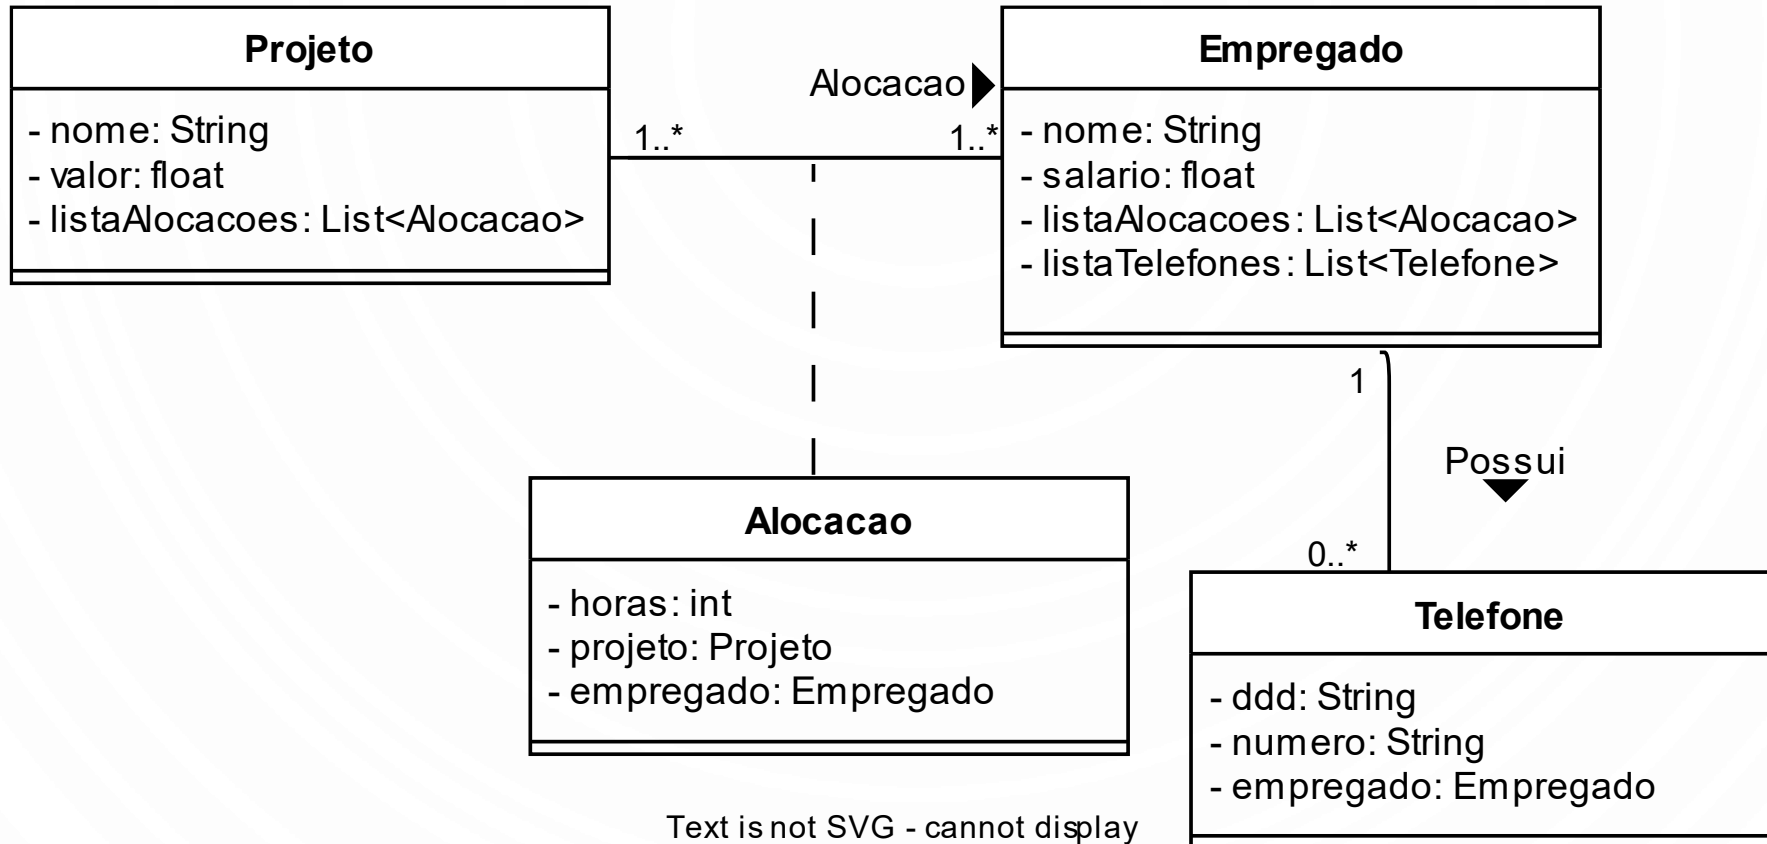 Projeto
- nome: String
- valor: float
- listaAlocacoes: List<Alocacao>
Alocacao
1..*
1..*
Empregado
- nome: String
- salario: float
- listaAlocacoes: List<Alocacao>
- listaTelefones: List<Telefone>
1
Possui
0..*
Alocacao
- horas: int
- projeto: Projeto
- empregado: Empregado
Telefone
- ddd: String
- numero: String
- empregado: Empregado
Text is not SVG - cannot display